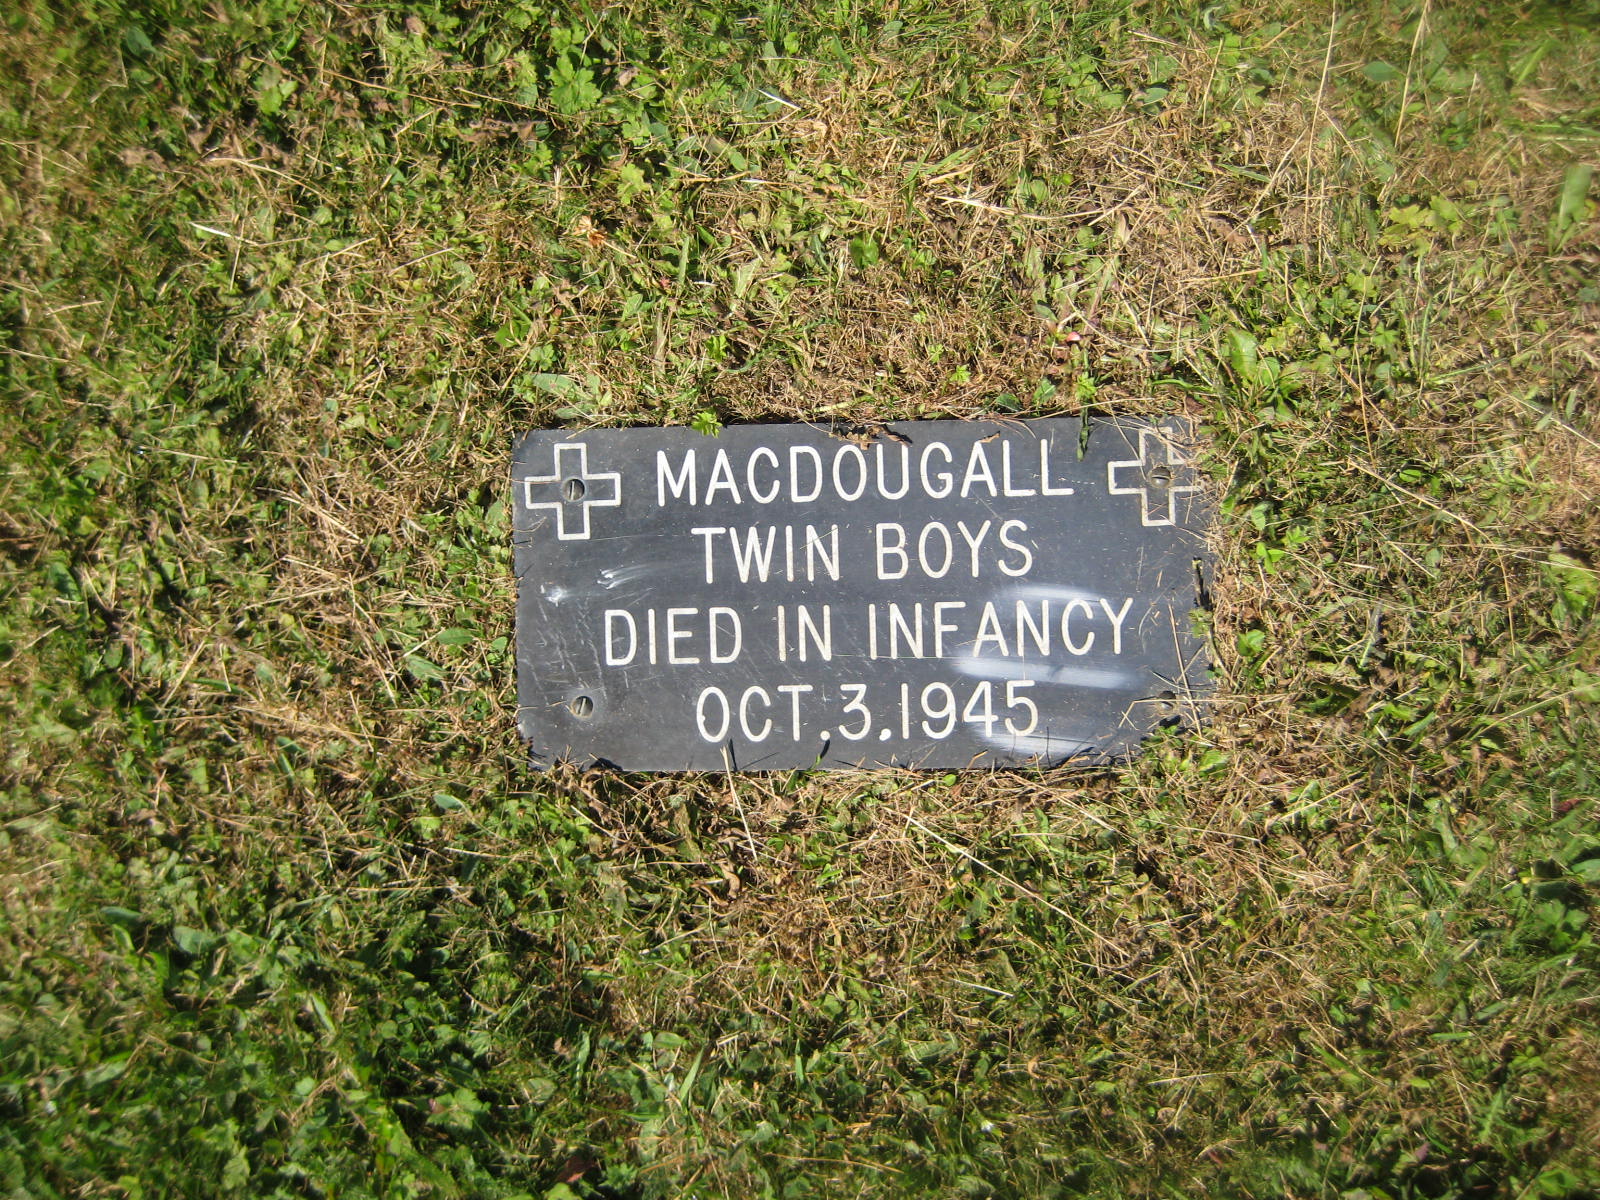 MACDOUGALL
TWIN BOYS
DIED IN INFANCY
OCT.3.1945